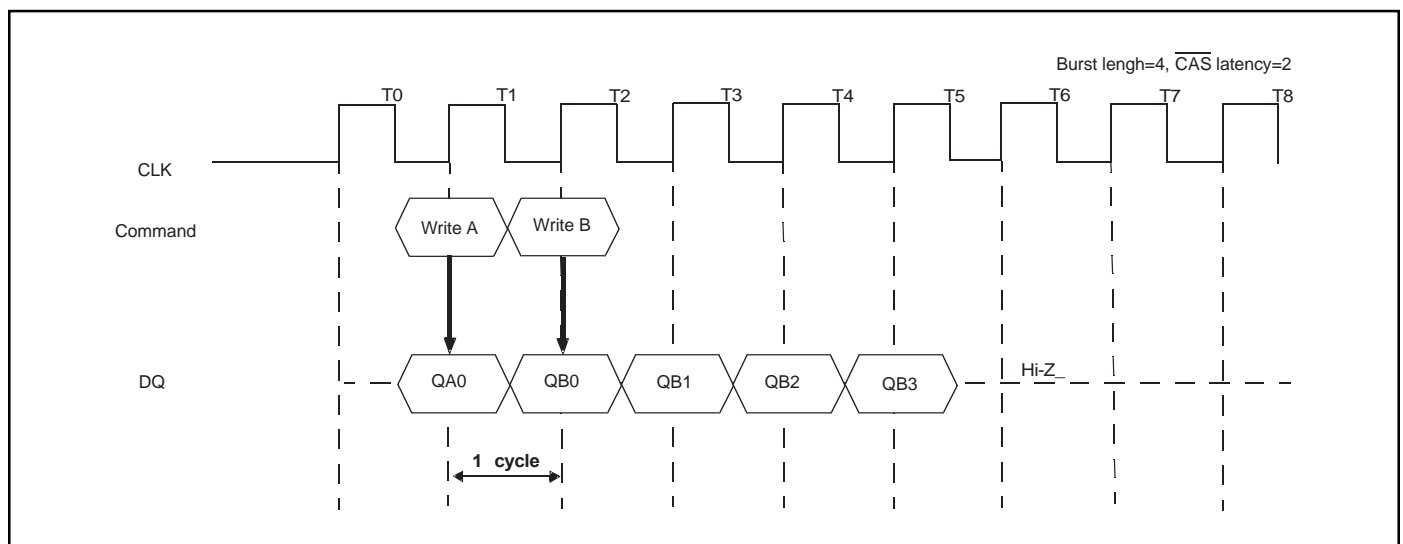 Burst lengh=4, CAS latency=2
T0 T1 T2 T3 T4 T5 T6 T7 T8
CLK
Command Write A Write B
DQ QA0 QB0 QB1 QB2 QB3 Hi-Z_
1 cycle